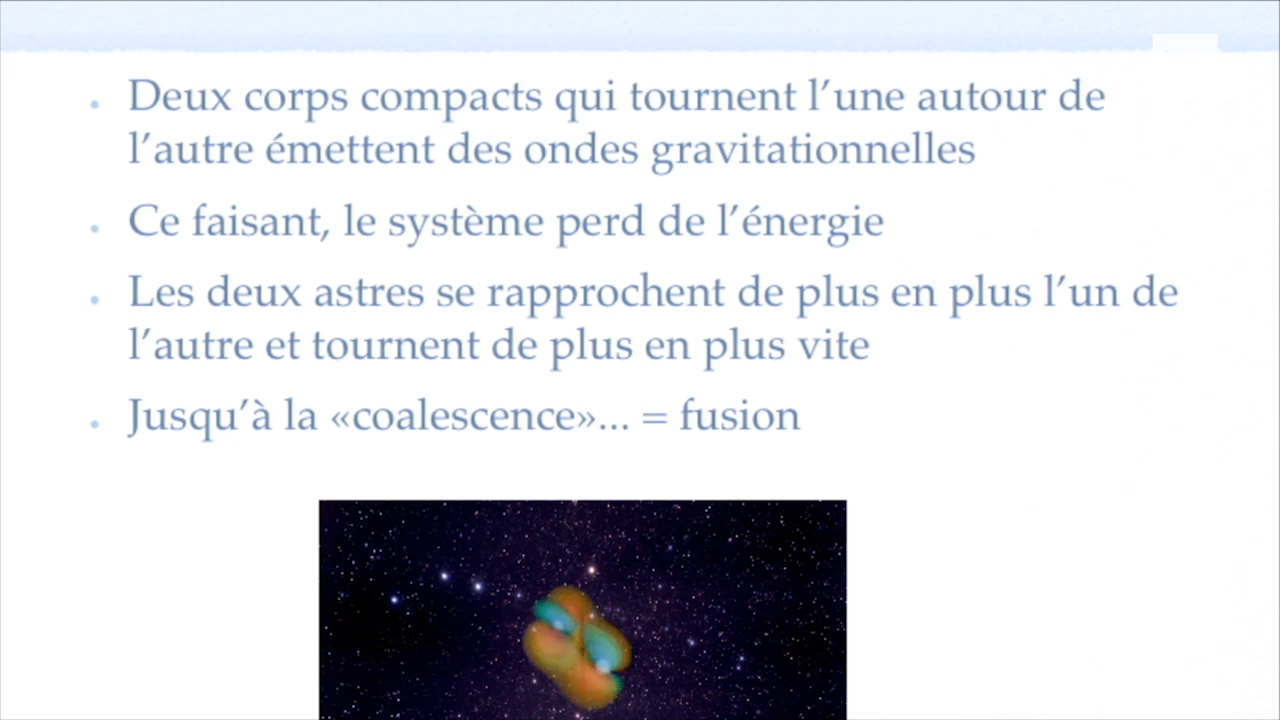 Deux corps compacts qui tournent l’une autour de
l’autre émettent des ondes gravitationnelles
Ce faisant, le système perd de l’énergie
Les deux astres se rapprochent de plus en plus l’un de
l’autre et tournent de plus en plus vite
Jusqu’à la «coalescence»... = fusion